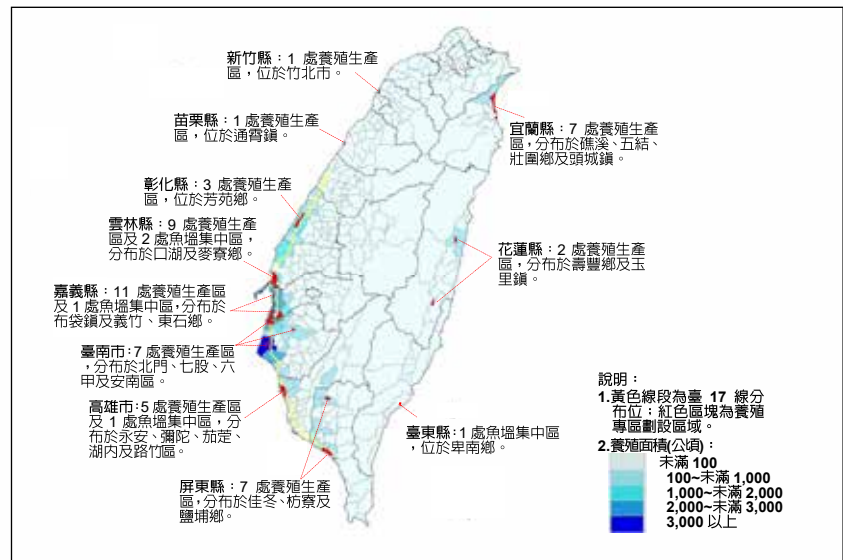 新竹縣：1 處養殖生產
區，位於竹北市。
苗栗縣：1 處養殖生產
區，位於通霄鎮。
彰化縣：3 處養殖生產
區，位於芳苑鄉。
雲林縣：9 處養殖生產
區及 2 處魚塭集中區，
分布於口湖及麥寮鄉。
嘉義縣：11 處養殖生產區
及 1 處魚塭集中區，分布於
布袋鎮及義竹、東石鄉。
臺南市：7 處養殖生產區
，分布於北門、七股、六
甲及安南區。
高雄市：5 處養殖生產區
及 1 處魚塭集中區，分
布於永安、彌陀、茄萣、
湖內及路竹區。
屏東縣：7 處養殖生產
區，分布於佳冬、枋寮及
鹽埔鄉。
宜蘭縣：7 處養殖生產
區，分布於礁溪、五結、
壯圍鄉及頭城鎮。
花蓮縣：2 處養殖生產
區，分布於壽豐鄉及玉
里鎮。
臺東縣：1 處魚塭集中區，
位於卑南鄉。
說明：
1.黃色線段為臺 17 線分
布位；紅色區塊為養殖
專區劃設區域。
2.養殖面積(公頃)：
未滿 100
100~未滿 1,000
1,000~未滿 2,000
2,000~未滿 3,000
3,000 以上